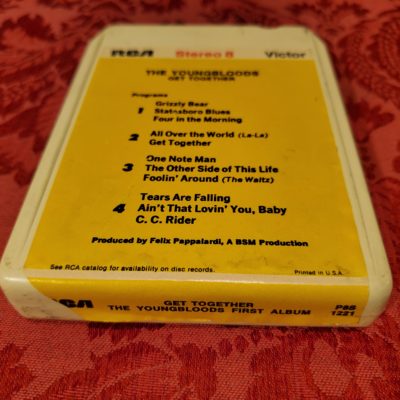 RCA Stereo 8 Victor
THE YOUNGBLOODS
GET TOGETHER
Programs
1 Grizzly Bear
Statesboro Blues
Four in the Morning
2 All Over the World (La-La)
Get Together
3 One Note Man
The Other Side of This Life
Foolin' Around (The Waltz)
4 Tears Are Falling
Ain't That Lovin' You, Baby
C. C. Rider
Produced by Felix Pappalardi, A BSM Production
See RCA catalog for availability on disc records.
Printed in U.S.A.
RCA
GET TOGETHER
THE YOUNGBLOODS FIRST ALBUM
P8S
1221